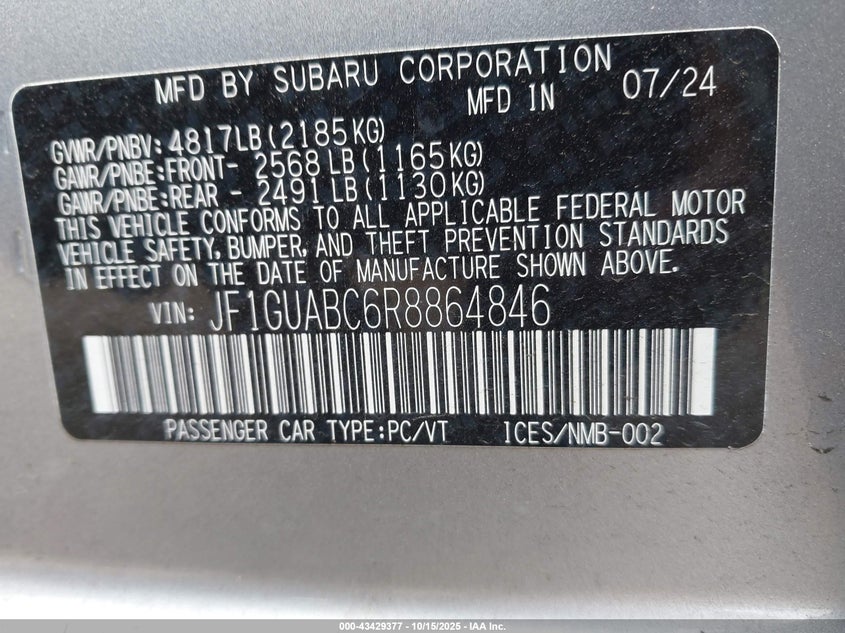 MFD BY SUBARU CORPORATION
MFD IN 07/24
GVWR/PNBV: 4817LB(2185KG)
GAWR/PNBE:FRONT- 2568 LB(1165KG)
GAWR/PNBE:REAR - 2491 LB(1130KG)
THIS VEHICLE CONFORMS TO ALL APPLICABLE FEDERAL MOTOR
VEHICLE SAFETY, BUMPER, AND THEFT PREVENTION STANDARDS
IN EFFECT ON THE DATE OF MANUFACTURE SHOWN ABOVE.
VIN: JF1GUABC6R8864846
PASSENGER CAR TYPE:PC/VT ICES/NMB-002
000-43429377 - 10/15/2025 - IAA Inc.